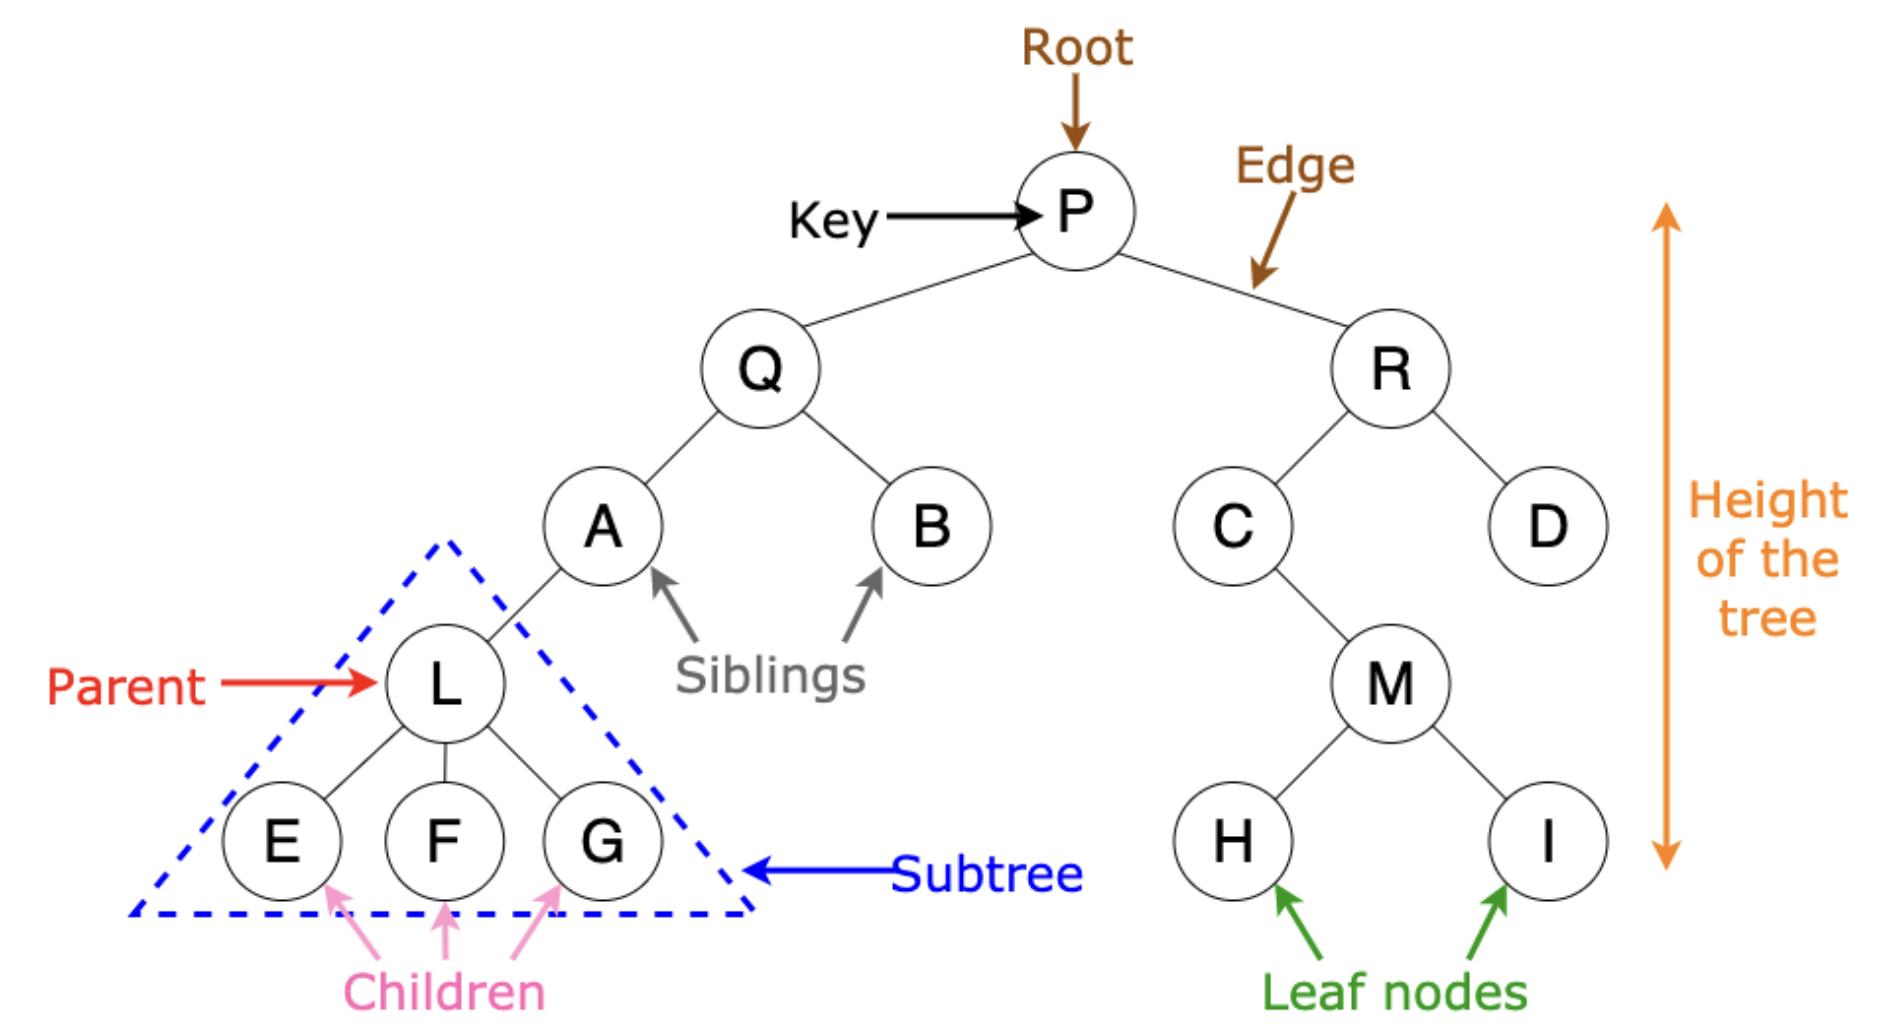 Root
Edge
Key
P
Q
R
A
B
C
D
Height
of the
tree
Siblings
Parent
L
M
E
F
G
H
I
Subtree
Children
Leaf nodes